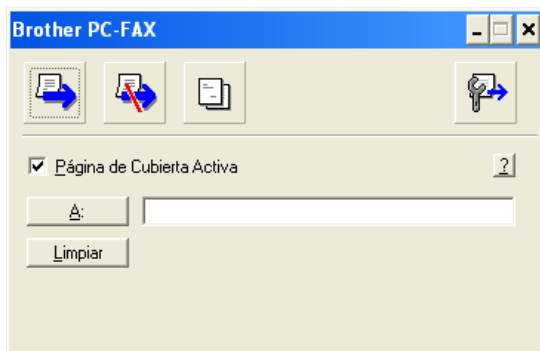 Brother PC-FAX
Página de Cubierta Activa
?
A:
Limpiar